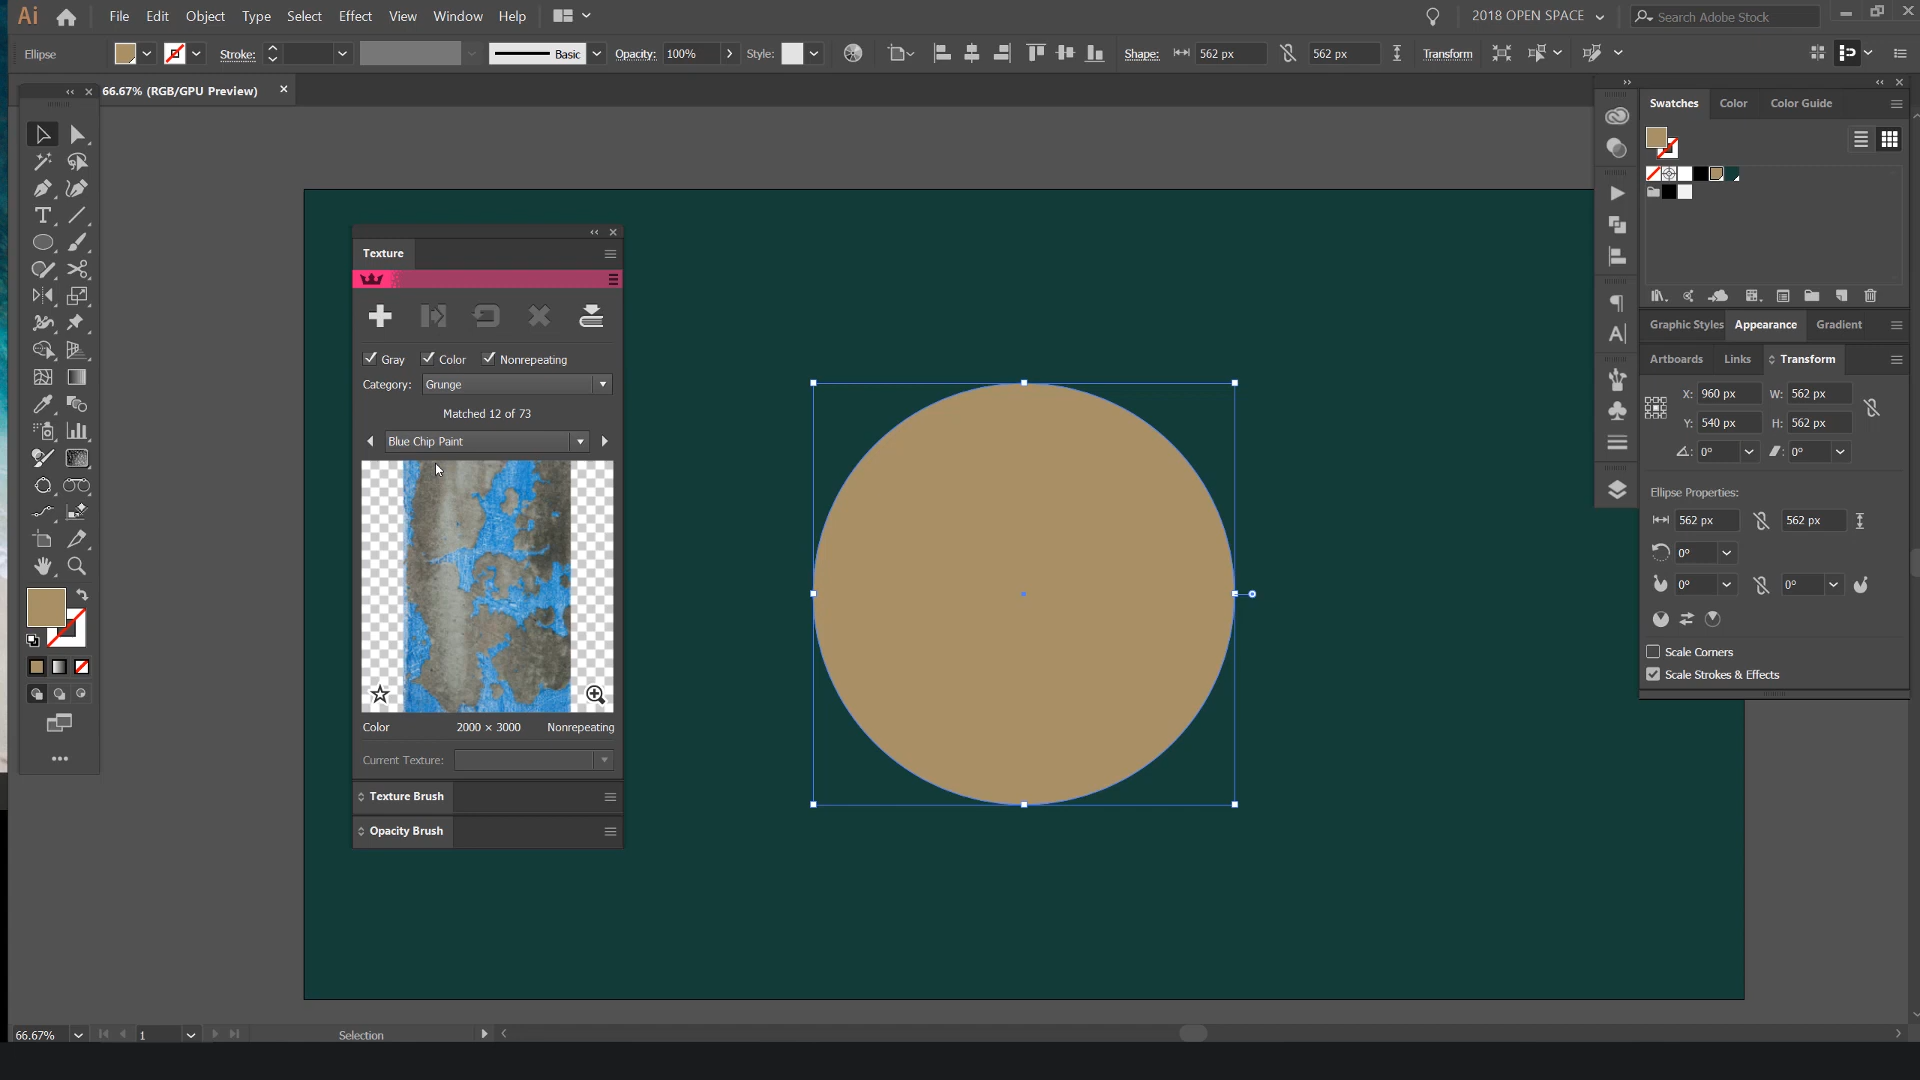 Ai File Edit Object Type Select Effect View Window Help 2018 OPEN SPACE Search Adobe Stock
Ellipse Stroke: Basic Opacity: 100% Style: Shape: 562 px 562 px Transform
66.67% (RGB/GPU Preview)
Swatches Color Color Guide
Texture
Gray Color Nonrepeating
Category: Grunge
Matched 12 of 73
Blue Chip Paint
Color 2000 × 3000 Nonrepeating
Current Texture:
Texture Brush
Opacity Brush
Graphic Styles Appearance Gradient
Artboards Links Transform
X: 960 px W: 562 px
Y: 540 px H: 562 px
0° 0°
Ellipse Properties:
562 px 562 px
0°
0° 0°
Scale Corners
Scale Strokes & Effects
66.67% 1 Selection